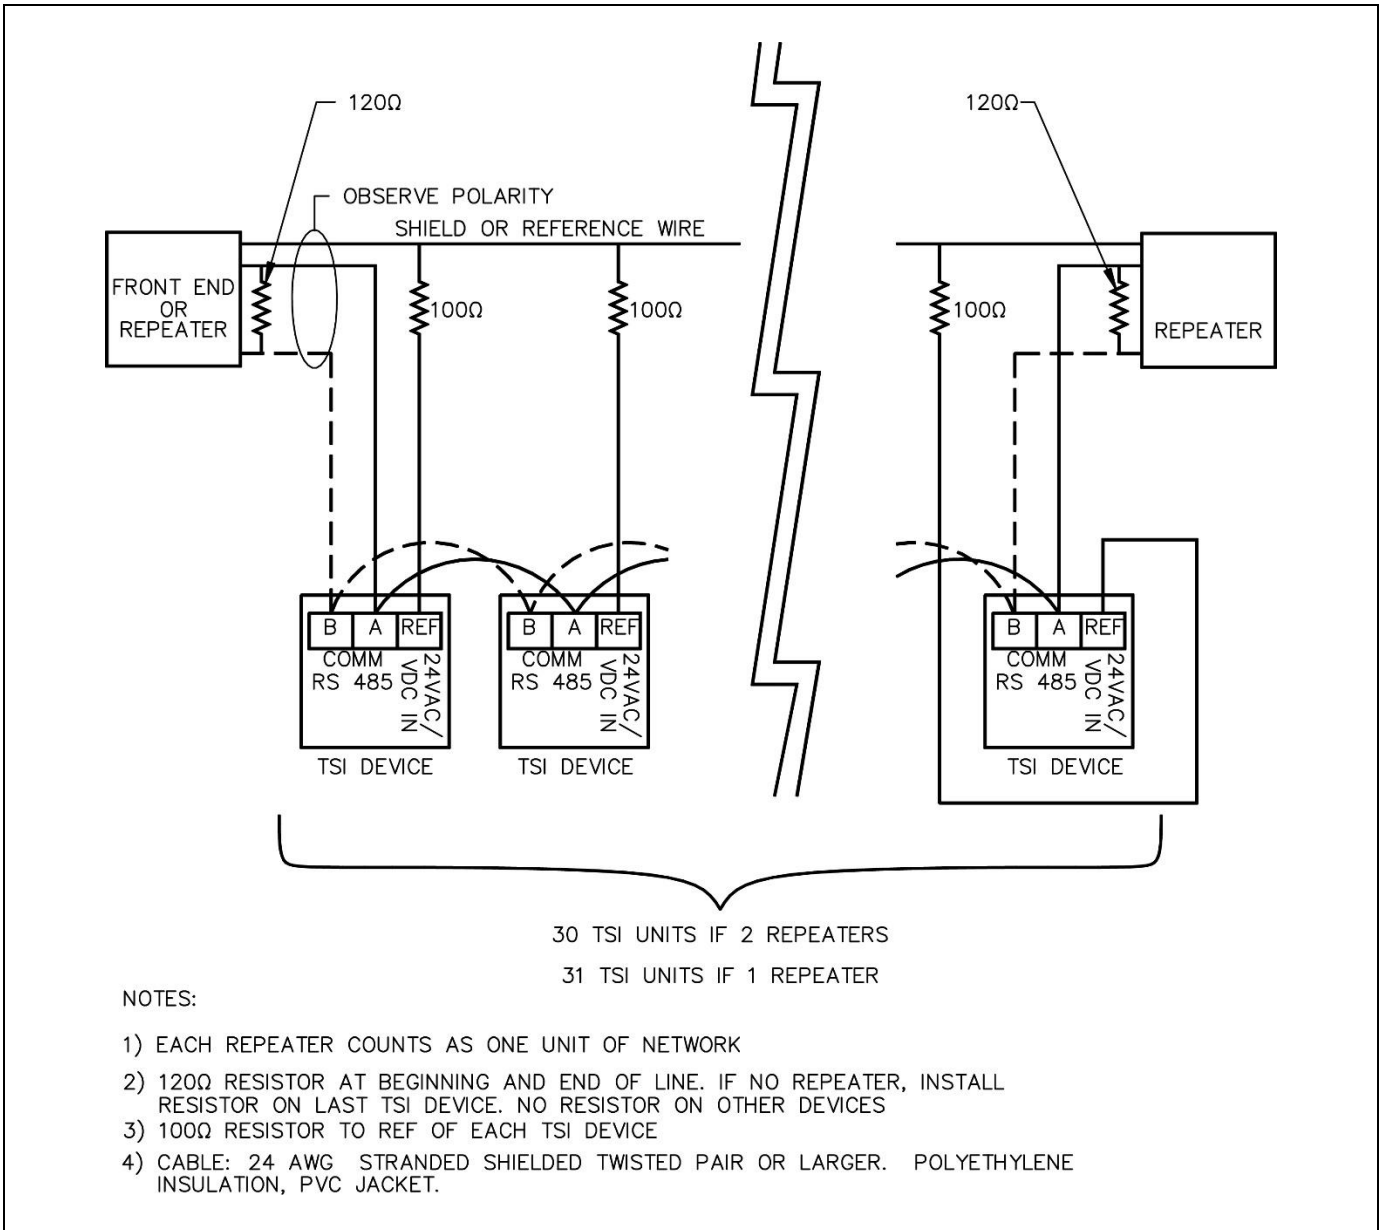 120Ω
120Ω
OBSERVE POLARITY
SHIELD OR REFERENCE WIRE
FRONT END
OR
REPEATER
100Ω
100Ω
100Ω
REPEATER
B A REF
COMM
RS 485
24VAC/
VDC IN
TSI DEVICE
B A REF
COMM
RS 485
24VAC/
VDC IN
TSI DEVICE
B A REF
COMM
RS 485
24VAC/
VDC IN
TSI DEVICE
30 TSI UNITS IF 2 REPEATERS
31 TSI UNITS IF 1 REPEATER
NOTES:
1) EACH REPEATER COUNTS AS ONE UNIT OF NETWORK
2) 120Ω RESISTOR AT BEGINNING AND END OF LINE. IF NO REPEATER, INSTALL
RESISTOR ON LAST TSI DEVICE. NO RESISTOR ON OTHER DEVICES
3) 100Ω RESISTOR TO REF OF EACH TSI DEVICE
4) CABLE: 24 AWG STRANDED SHIELDED TWISTED PAIR OR LARGER. POLYETHYLENE
INSULATION, PVC JACKET.